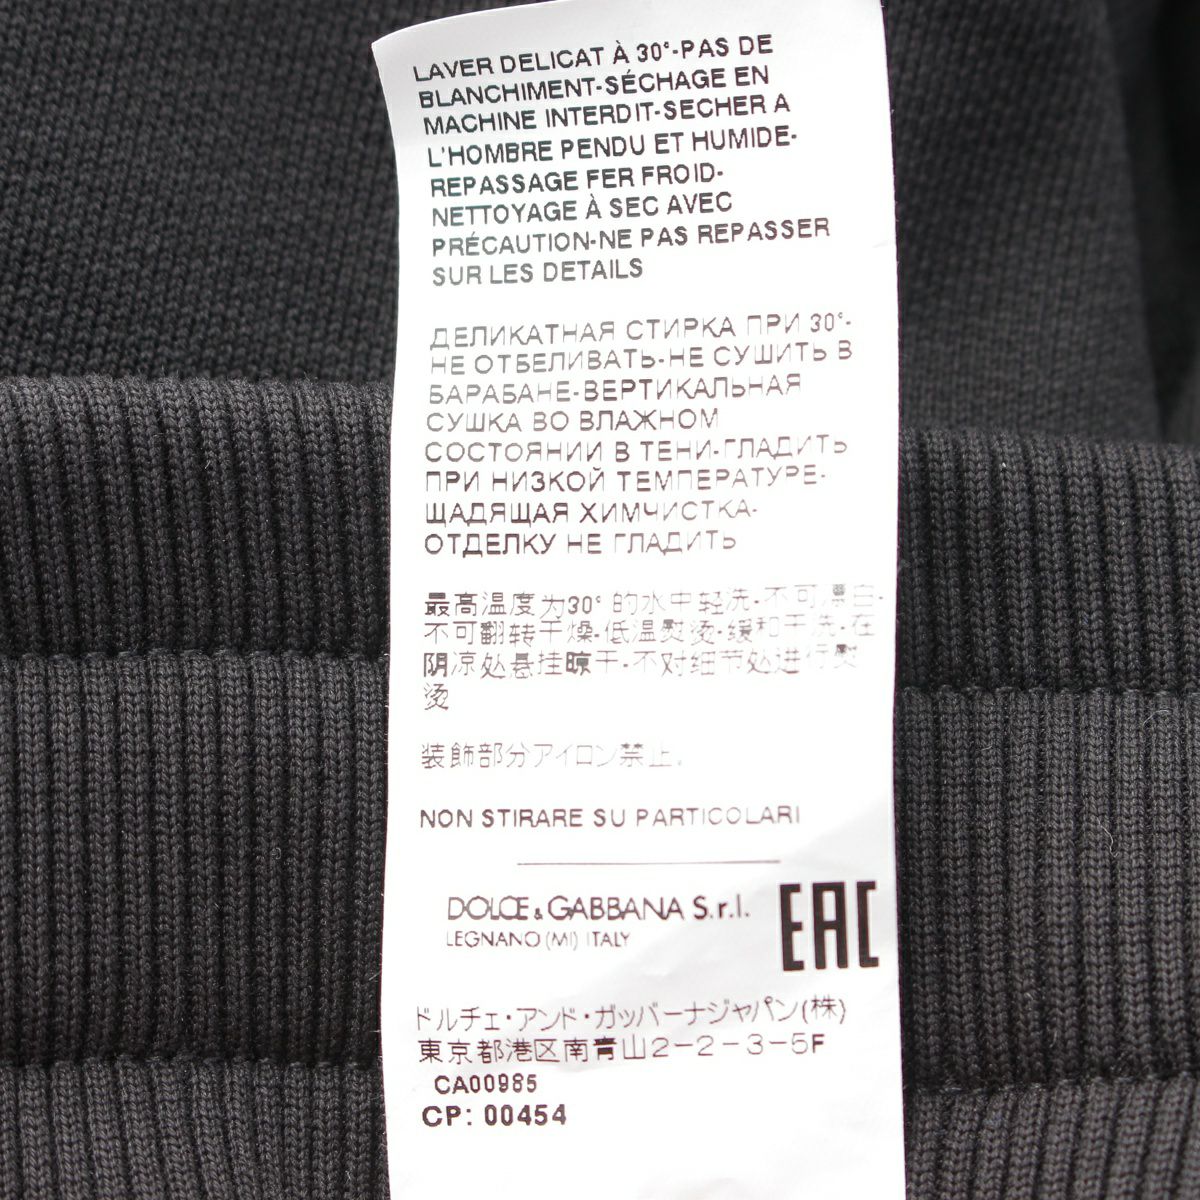 LAVER DELICAT À 30°-PAS DE
BLANCHIMENT-SÉCHAGE EN
MACHINE INTERDIT-SECHER A
L'HOMBRE PENDU ET HUMIDE-
REPASSAGE FER FROID-
NETTOYAGE À SEC AVEC
PRÉCAUTION-NE PAS REPASSER
SUR LES DETAILS
ДЕЛИКАТНАЯ СТИРКА ПРИ 30°-
НЕ ОТБЕЛИВАТЬ-НЕ СУШИТЬ В
БАРАБАНЕ-ВЕРТИКАЛЬНАЯ
СУШКА ВО ВЛАЖНОМ
СОСТОЯНИИ В ТЕНИ-ГЛАДИТЬ
ПРИ НИЗКОЙ ТЕМПЕРАТУРЕ-
ЩАДЯЩАЯ ХИМЧИСТКА-
ОТДЕЛКУ НЕ ГЛАДИТЬ
最高温度为30° 的水中轻洗-不可漂白-
不可翻转干燥-低温熨烫-缓和干洗-在
阴凉处悬挂晾干-不对细节处进行熨
烫
装飾部分アイロン禁止.
NON STIRARE SU PARTICOLARI
DOLCE & GABBANA S.r.l.
LEGNANO (MI) ITALY
EAC
ドルチェ・アンド・ガッバーナジャパン(株)
東京都港区南青山2-2-3-5F
CA00985
CP: 00454